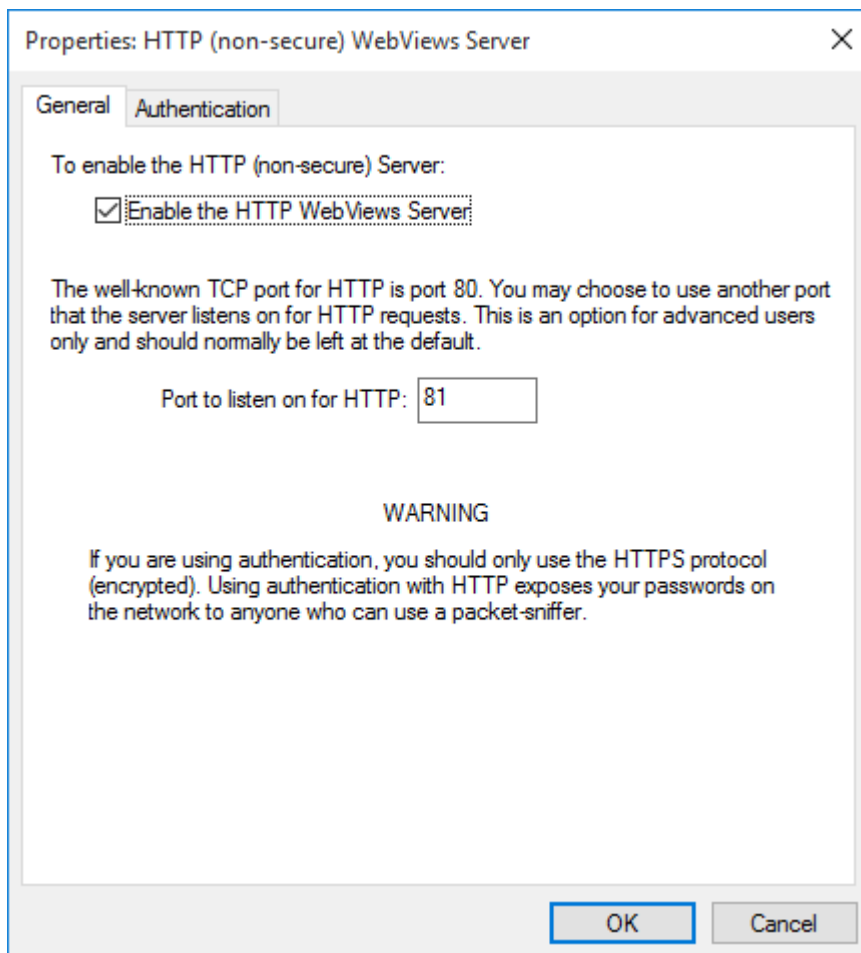 Properties: HTTP (non-secure) WebViews Server
General
Authentication
To enable the HTTP (non-secure) Server:
Enable the HTTP WebViews Server
The well-known TCP port for HTTP is port 80. You may choose to use another port
that the server listens on for HTTP requests. This is an option for advanced users
only and should normally be left at the default.
Port to listen on for HTTP: 81
WARNING
If you are using authentication, you should only use the HTTPS protocol
(encrypted). Using authentication with HTTP exposes your passwords on
the network to anyone who can use a packet-sniffer.
OK
Cancel